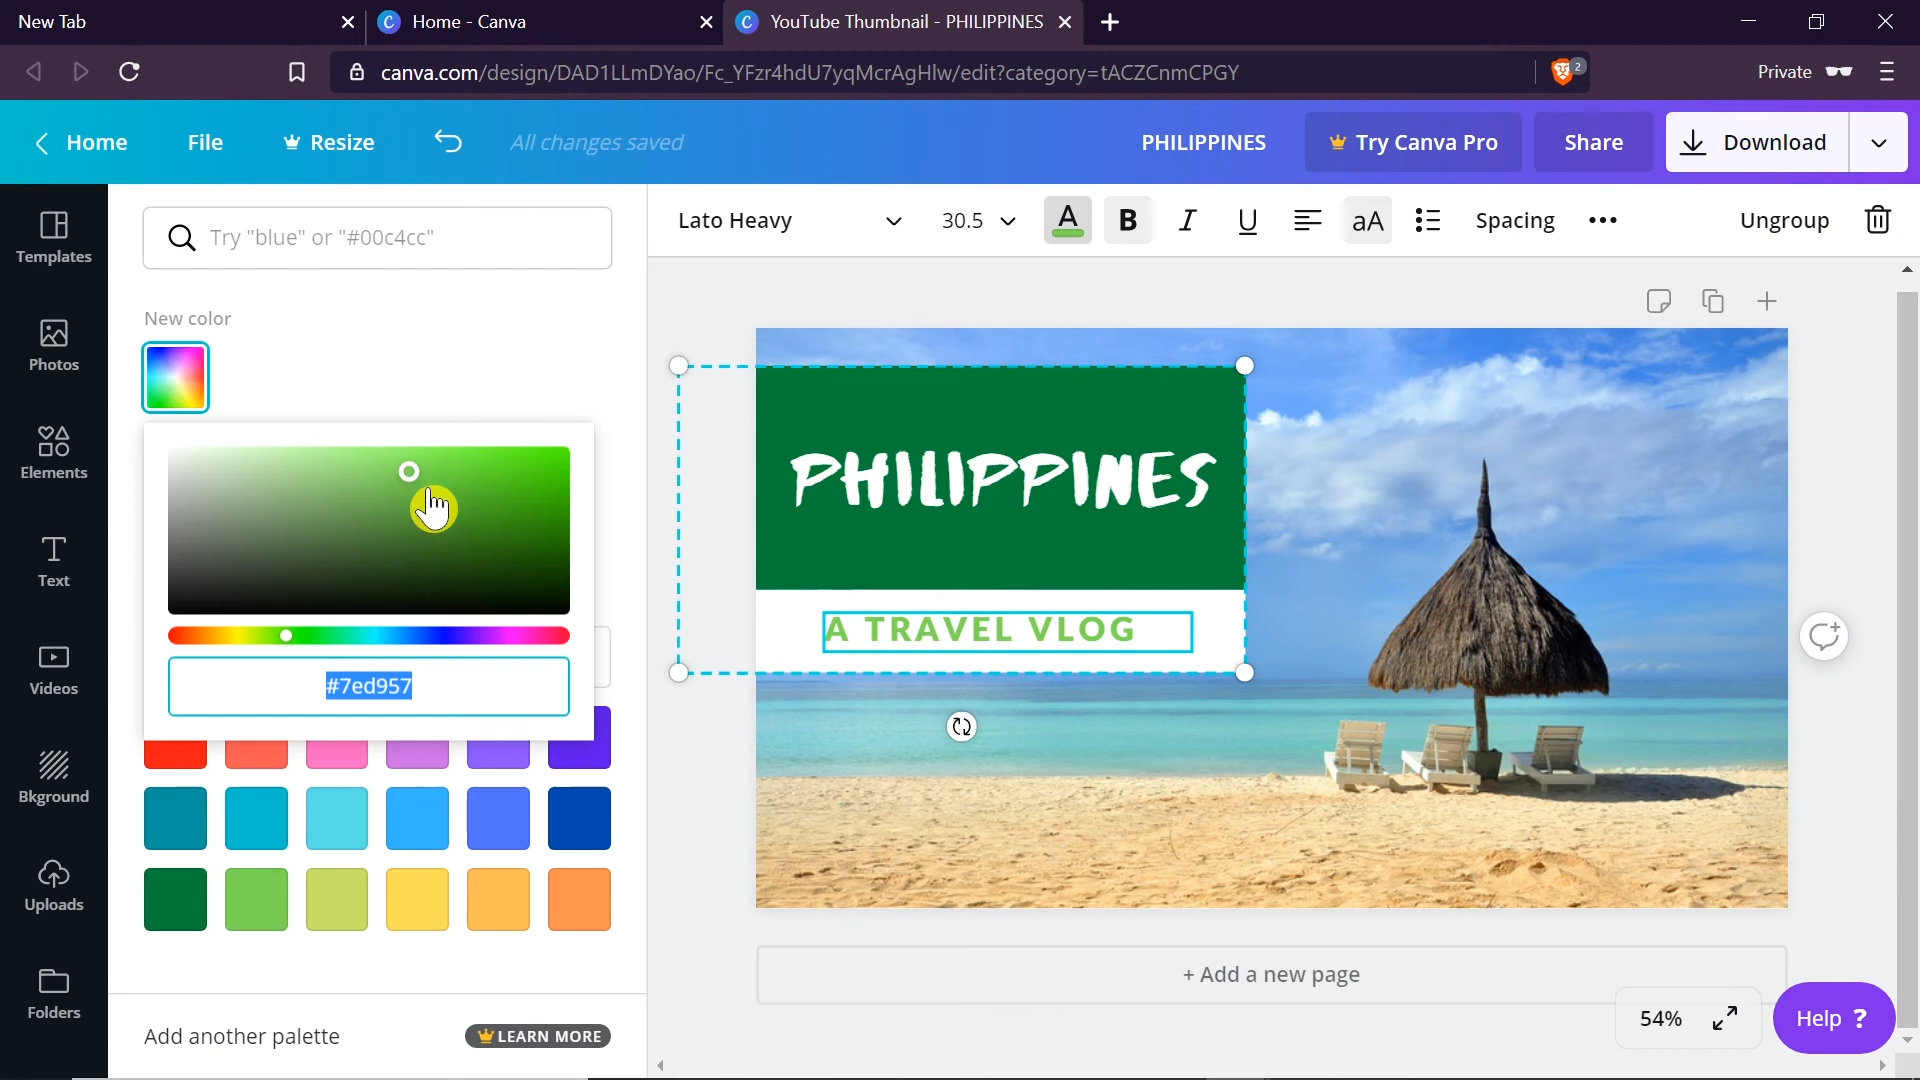 New Tab
Home - Canva
YouTube Thumbnail - PHILIPPINES
canva.com/design/DAD1LLmDYao/Fc_YFzr4hdU7yqMcrAgHlw/edit?category=tACZCnmCPGY
2
Private
Home
File
Resize
All changes saved
PHILIPPINES
Try Canva Pro
Share
Download
Templates
Photos
Elements
Text
Videos
Bkground
Uploads
Folders
Try "blue" or "#00c4cc"
New color
#7ed957
Add another palette
LEARN MORE
Lato Heavy
30.5
A
B
I
U
aA
Spacing
Ungroup
PHILIPPINES
A TRAVEL VLOG
+ Add a new page
54%
Help ?